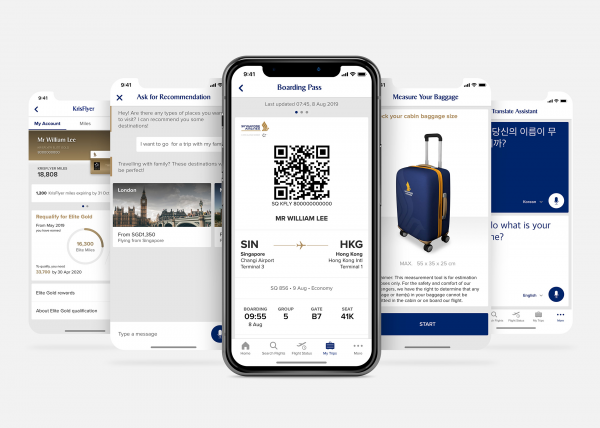 9:41
KrisFlyer
My Account
Miles
Mr William Lee
KRISFLYER MILES
18,808
1,200 KrisFlyer miles expiring by 31 Oct
Requalify for Elite Gold
From May 2019
you have earned
16,300
Elite Miles
To qualify, you need
33,700 by 30 Apr 2020
Elite Gold rewards
About Elite Gold qualification
9:41
Ask for Recommendation
Hey! Are there any types of places you want
to visit? I can recommend you some
destinations!
I want to go for a trip with my fam
Travelling with family? These destinations w
be perfect!
London
From SGD1,350
Flying from Singapore
Type a message
9:41
Boarding Pass
Last updated 07:45, 8 Aug 2019
SINGAPORE
AIRLINES
SQ KFLY 800000000000
MR WILLIAM LEE
SIN
HKG
Singapore
Changi Airport
Terminal 3
Hong Kong
Hong Kong Intl
Terminal 1
SQ 856 • 9 Aug • Economy
BOARDING
GROUP
GATE
SEAT
09:55
5
B7
41K
8 Aug
Home
Search Flights
Flight Status
My Trips
More
Measure Your Baggage
ck your cabin baggage size
MAX 55 x 35 x 25 cm
imer: This measurement tool is for estimation
ses only. For the safety and comfort of our
ngers, we have the right to determine that any
age or item(s) in your baggage cannot be
itted in the cabin or on board our flight.
START
Translate Assistant
당신의 이름이 무
까?
Korean
lo what is your
e?
English
Flights
Flight Status
My Trips
More